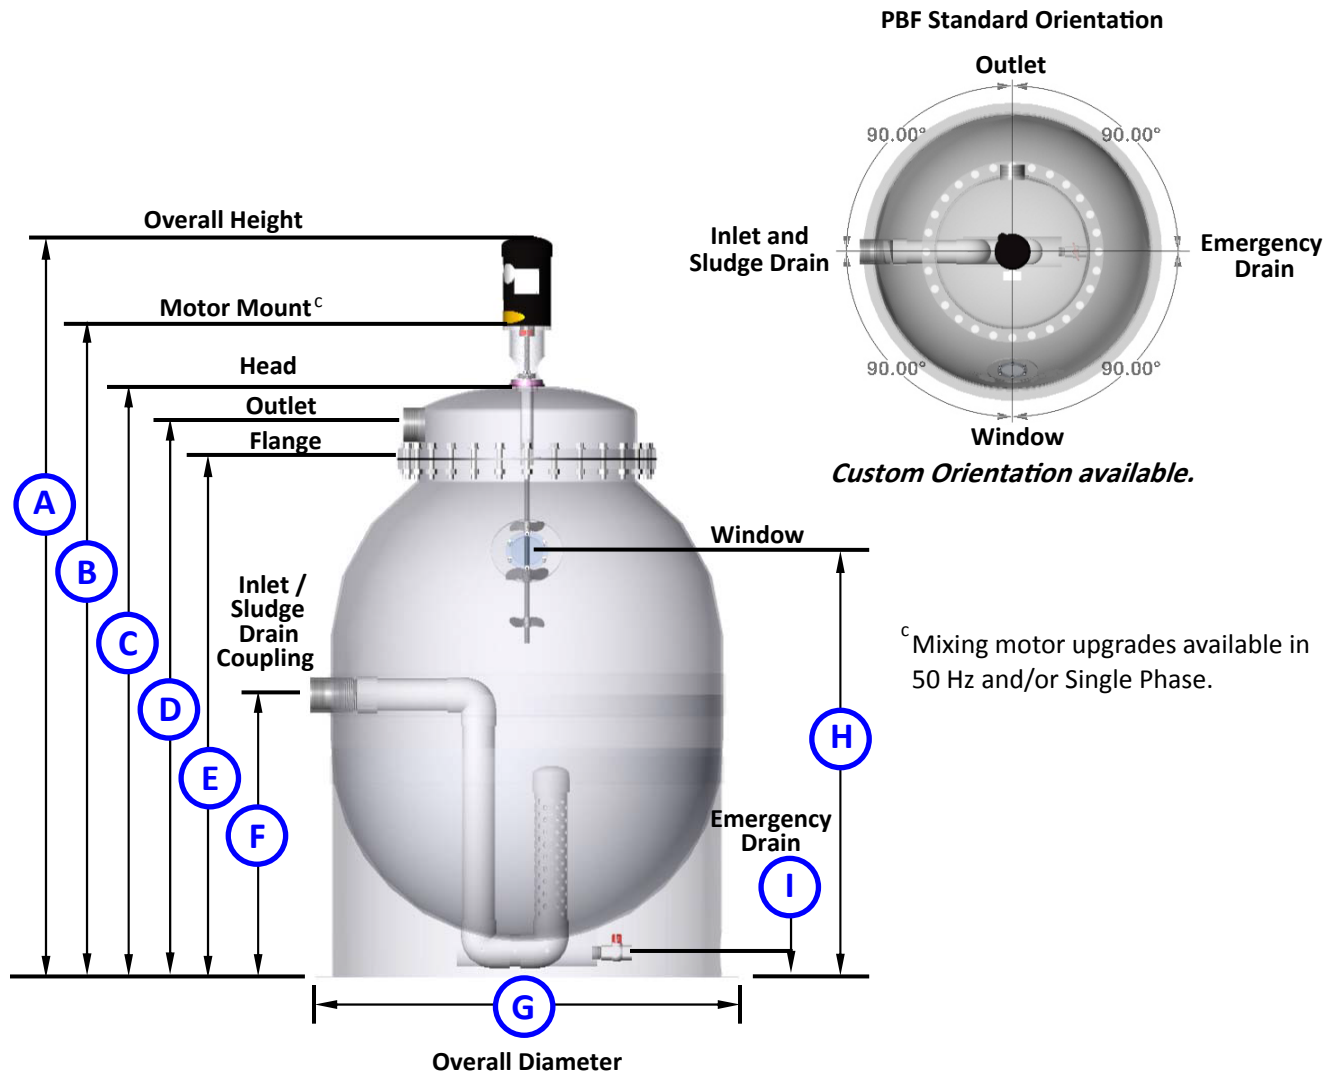 PBF Standard Orientation
Outlet
90.00°
90.00°
Inlet and
Sludge Drain
Emergency
Drain
90.00°
90.00°
Window
Custom Orientation available.
Overall Height
Motor Mount c
Head
Outlet
Flange
A
B
C
D
E
F
Inlet /
Sludge
Drain
Coupling
Window
H
Emergency
Drain
I
G
Overall Diameter
c Mixing motor upgrades available in
50 Hz and/or Single Phase.